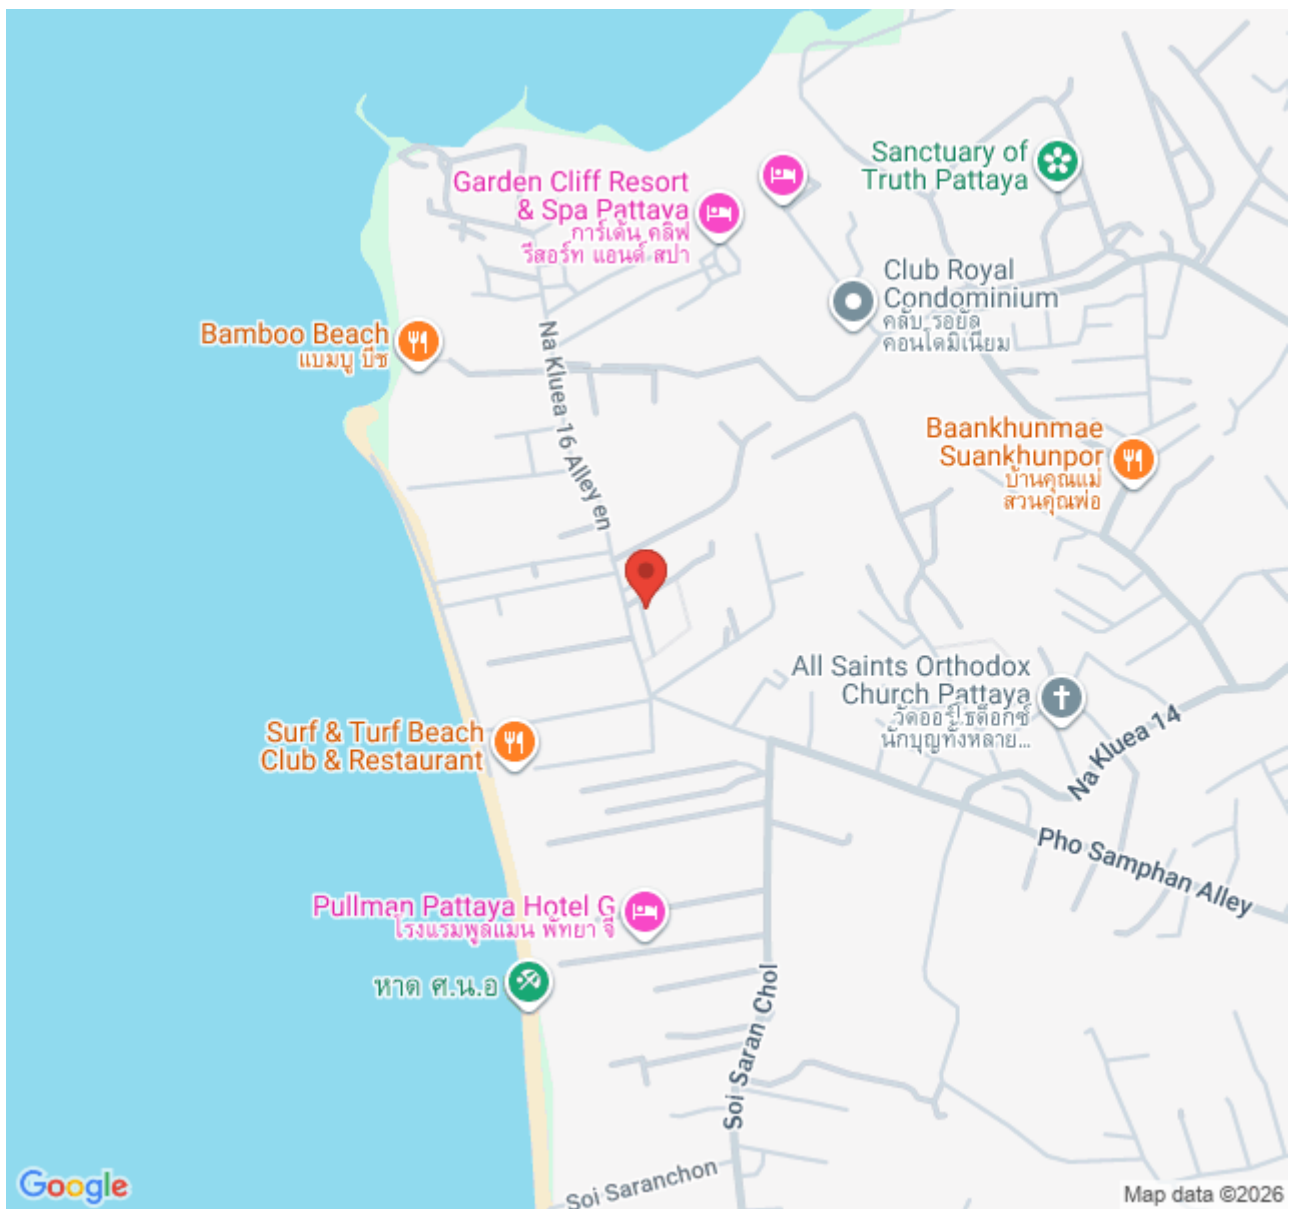 Sanctuary of
Truth Pattaya
Garden Cliff Resort
& Spa Pattaya
การ์เด้น คลิฟ
รีสอร์ท แอนด์ สปา
Club Royal
Condominium
คลับ รอยัล
คอนโดมิเนียม
Bamboo Beach
แบมบู บีช
Na Kluea 16 Alley en
Baankhunmae
Suankhunpor
บ้านคุณแม่
สวนคุณพ่อ
All Saints Orthodox
Church Pattaya
วัดออร์โธด็อกซ์
นักบุญทั้งหลาย...
Na Kluea 14
Surf & Turf Beach
Club & Restaurant
Pho Samphan Alley
Pullman Pattaya Hotel G
โรงแรมพูลแมน พัทยา จี
หาด ศ.น.อ
Soi Saran Chol
Soi Saranchon
Google
Map data ©2026